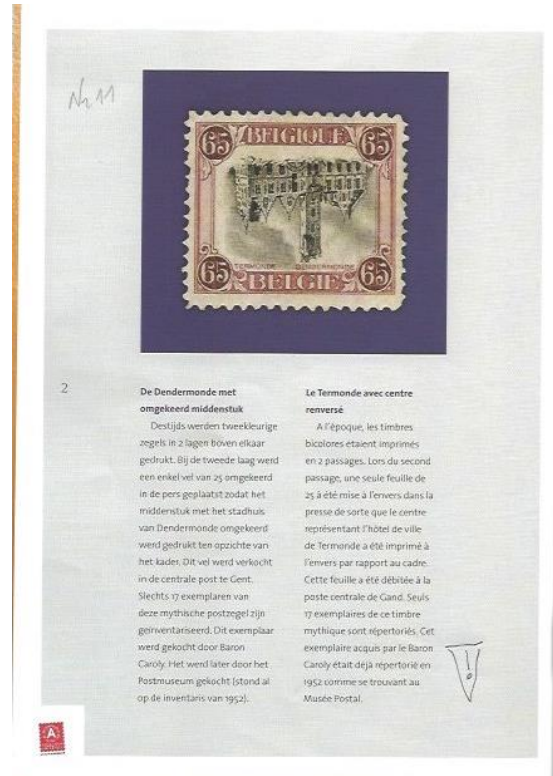 Nr 11
65 BELGIQUE 65
TERMONDE DENDERMONDE
65 BELGIE 65
2
De Dendermonde met
omgekeerd middenstuk
Destijds werden tweekleurige
zegels in 2 lagen boven elkaar
gedrukt. Bij de tweede laag werd
een enkel vel van 25 omgekeerd
in de pers geplaatst zodat het
middenstuk met het stadhuis
van Dendermonde omgekeerd
werd gedrukt ten opzichte van
het kader. Dit vel werd verkocht
in de centrale post te Gent.
Slechts 17 exemplaren van
deze mythische postzegel zijn
geïnventariseerd. Dit exemplaar
werd gekocht door Baron
Caroly. Het werd later door het
Postmuseum gekocht (stond al
op de inventaris van 1952).
Le Termonde avec centre
renversé
A l'époque, les timbres
bicolores étaient imprimés
en 2 passages. Lors du second
passage, une seule feuille de
25 à été mise à l'envers dans la
presse de sorte que le centre
représentant l'hôtel de ville
de Termonde a été imprimé à
l'envers par rapport au cadre.
Cette feuille a été débitée à la
poste centrale de Gand. Seuls
17 exemplaires de ce timbre
mythique sont répertoriés. Cet
exemplaire acquis par le Baron
Caroly était déjà répertorié en
1952 comme se trouvant au
Musée Postal.
!
A